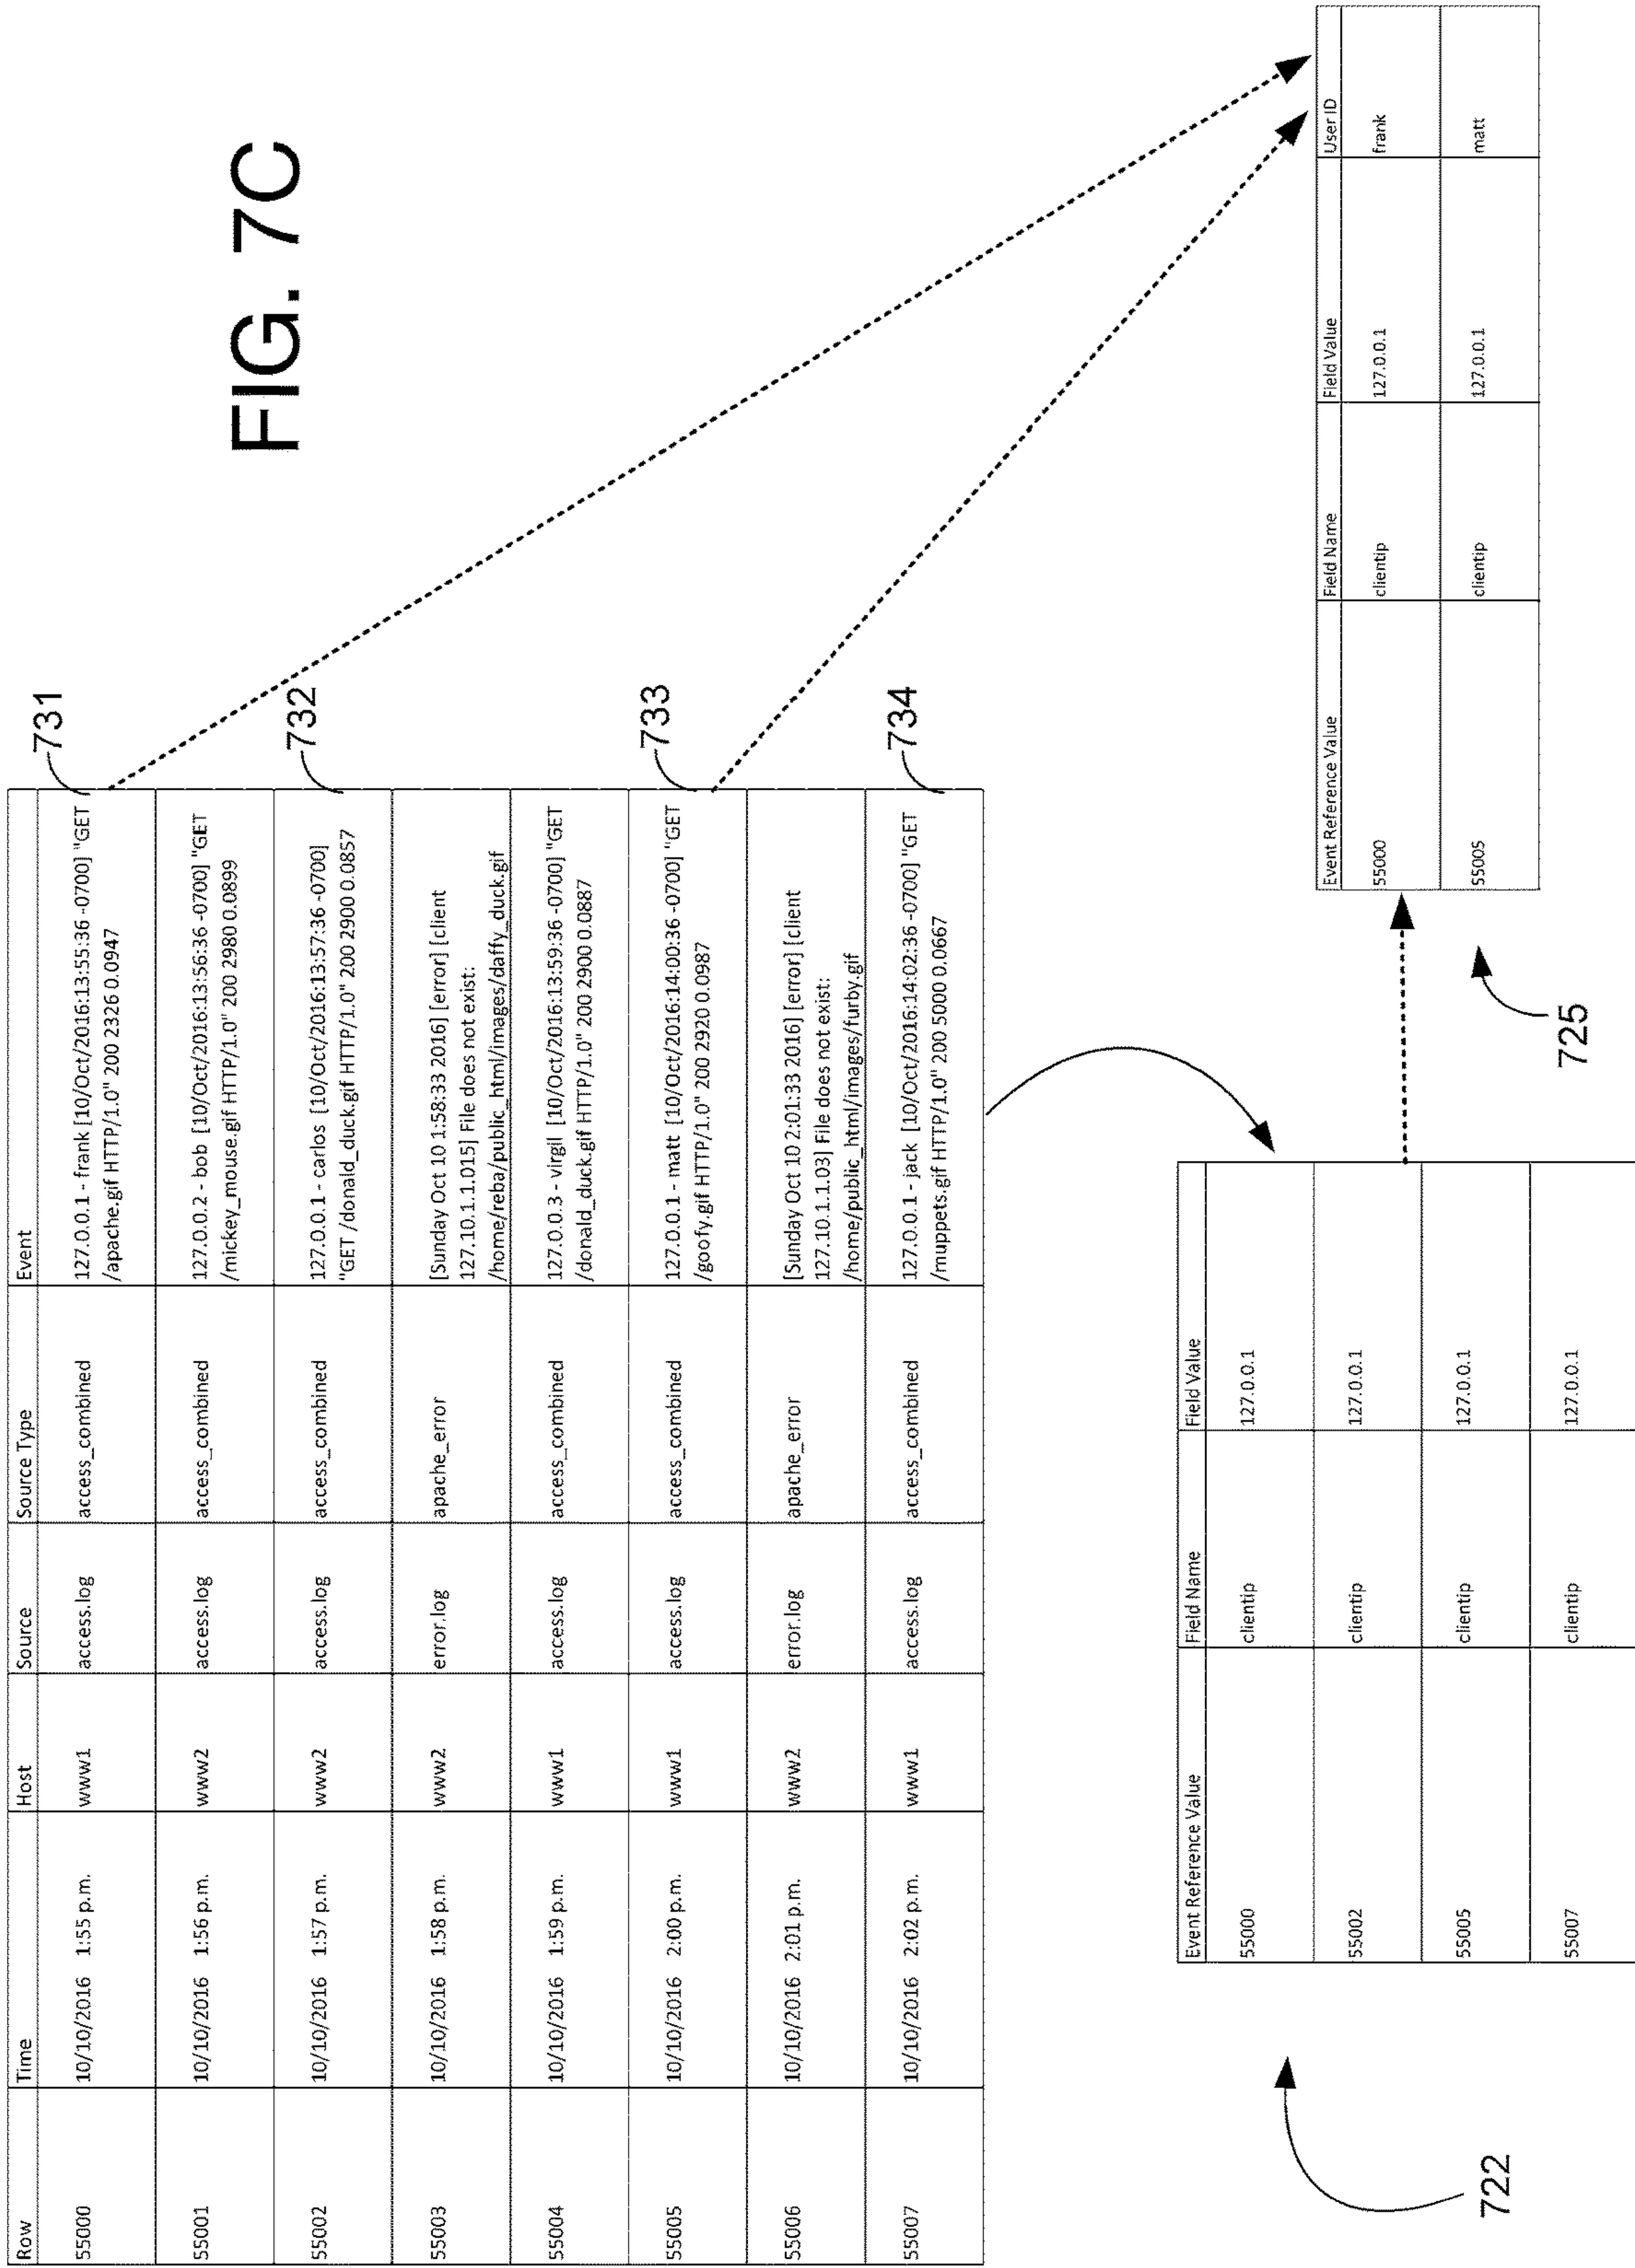 FIG. 7C
Row Time Host Source Source Type Event
55000 10/10/2016 1:55 p.m. www1 access.log access_combined 127.0.0.1 - frank [10/Oct/2016:13:55:36 -0700] "GET
/apache.gif HTTP/1.0" 200 2326 0.0947
731
55001 10/10/2016 1:56 p.m. www2 access.log access_combined 127.0.0.2 - bob [10/Oct/2016:13:56:36 -0700] "GET
/mickey_mouse.gif HTTP/1.0" 200 2980 0.0899
55002 10/10/2016 1:57 p.m. www2 access.log access_combined 127.0.0.1 - carlos [10/Oct/2016:13:57:36 -0700]
"GET /donald_duck.gif HTTP/1.0" 200 2900 0.0857
732
55003 10/10/2016 1:58 p.m. www2 error.log apache_error [Sunday Oct 10 1:58:33 2016] [error] [client
127.10.1.1.015] File does not exist:
/home/reba/public_html/images/daffy_duck.gif
55004 10/10/2016 1:59 p.m. www1 access.log access_combined 127.0.0.3 - virgil [10/Oct/2016:13:59:36 -0700] "GET
/donald_duck.gif HTTP/1.0" 200 2900 0.0887
55005 10/10/2016 2:00 p.m. www1 access.log access_combined 127.0.0.1 - matt [10/Oct/2016:14:00:36 -0700] "GET
/goofy.gif HTTP/1.0" 200 2920 0.0987
733
55006 10/10/2016 2:01 p.m. www2 error.log apache_error [Sunday Oct 10 2:01:33 2016] [error] [client
127.10.1.1.03] File does not exist:
/home/public_html/images/furby.gif
55007 10/10/2016 2:02 p.m. www1 access.log access_combined 127.0.0.1 - jack [10/Oct/2016:14:02:36 -0700] "GET
/muppets.gif HTTP/1.0" 200 5000 0.0667
734
722
Event Reference Value Field Name Field Value
55000 clientip 127.0.0.1
55002 clientip 127.0.0.1
55005 clientip 127.0.0.1
55007 clientip 127.0.0.1
Event Reference Value Field Name Field Value User ID
55000 clientip 127.0.0.1 frank
55005 clientip 127.0.0.1 matt
725